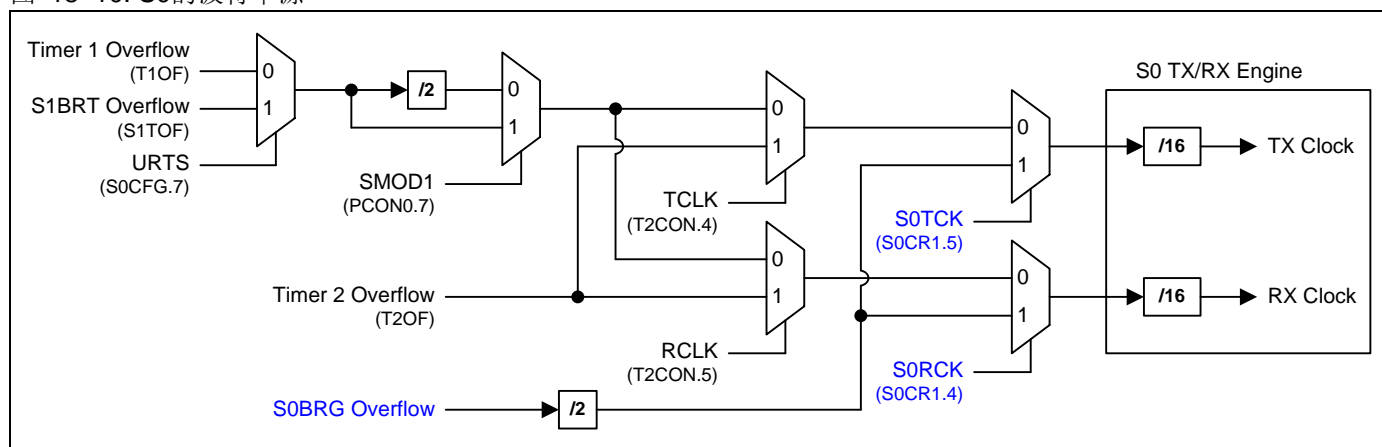 Timer 1 Overflow
(T1OF)
S1BRT Overflow
(S1TOF)
URTS
(S0CFG.7)
0
1
/2
0
1
SMOD1
(PCON0.7)
0
1
TCLK
(T2CON.4)
0
1
S0TCK
(S0CR1.5)
S0 TX/RX Engine
/16
TX Clock
Timer 2 Overflow
(T2OF)
0
1
RCLK
(T2CON.5)
0
1
S0RCK
(S0CR1.4)
/16
RX Clock
S0BRG Overflow
/2